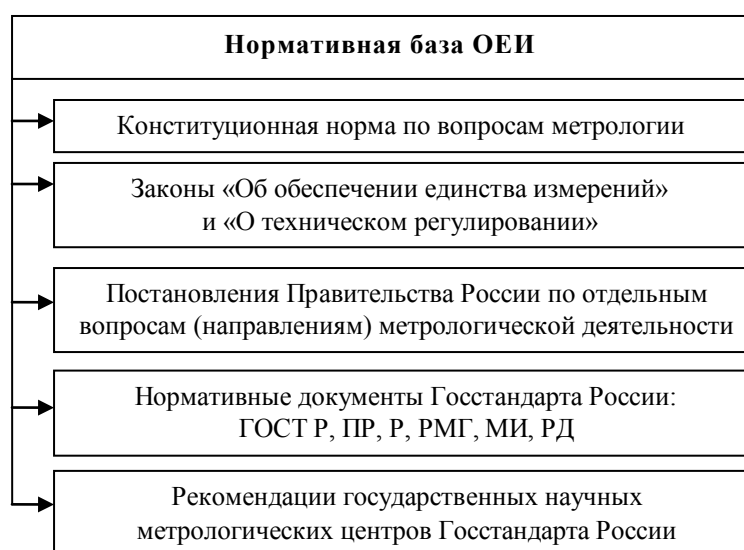 Нормативная база ОЕИ
Конституционная норма по вопросам метрологии
Законы «Об обеспечении единства измерений»
и «О техническом регулировании»
Постановления Правительства России по отдельным
вопросам (направлениям) метрологической деятельности
Нормативные документы Госстандарта России:
ГОСТ Р, ПР, Р, РМГ, МИ, РД
Рекомендации государственных научных
метрологических центров Госстандарта России